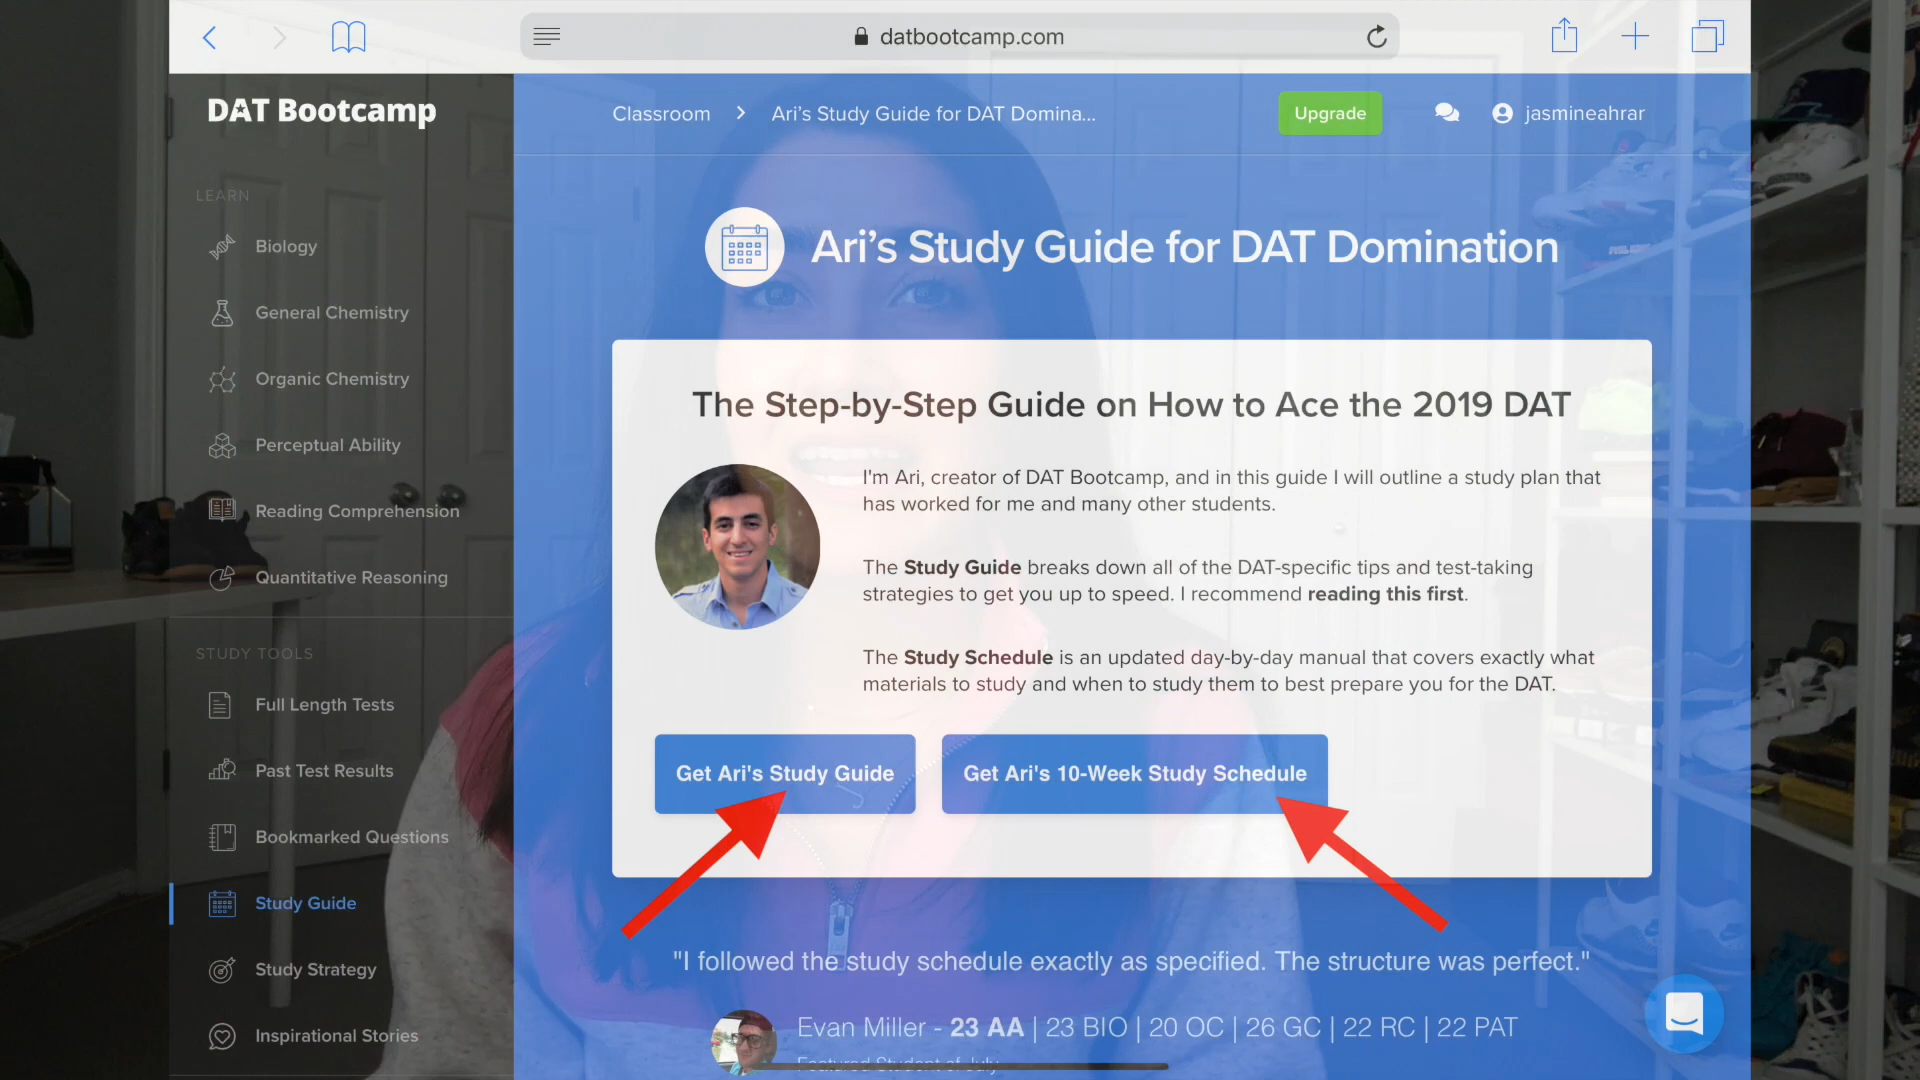 datbootcamp.com
DAT Bootcamp
Classroom
Ari's Study Guide for DAT Domina...
Upgrade
jasmineahrar
LEARN
Biology
General Chemistry
Organic Chemistry
Perceptual Ability
Reading Comprehension
Quantitative Reasoning
STUDY TOOLS
Full Length Tests
Past Test Results
Bookmarked Questions
Study Guide
Study Strategy
Inspirational Stories
Ari's Study Guide for DAT Domination
The Step-by-Step Guide on How to Ace the 2019 DAT
I'm Ari, creator of DAT Bootcamp, and in this guide I will outline a study plan that
has worked for me and many other students.
The Study Guide breaks down all of the DAT-specific tips and test-taking
strategies to get you up to speed. I recommend reading this first.
The Study Schedule is an updated day-by-day manual that covers exactly what
materials to study and when to study them to best prepare you for the DAT.
Get Ari's Study Guide
Get Ari's 10-Week Study Schedule
"I followed the study schedule exactly as specified. The structure was perfect."
Evan Miller - 23 AA | 23 BIO | 20 OC | 26 GC | 22 RC | 22 PAT
Featured Student of July